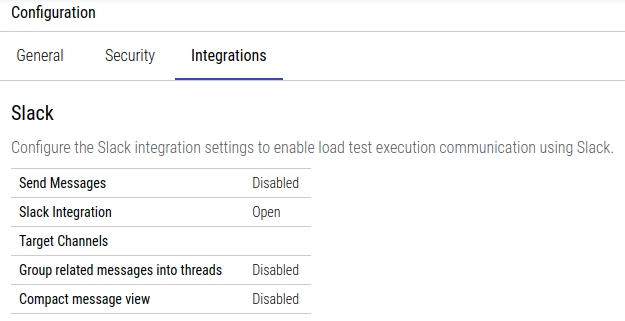 Configuration
General Security Integrations
Slack
Configure the Slack integration settings to enable load test execution communication using Slack.
Send Messages Disabled
Slack Integration Open
Target Channels
Group related messages into threads Disabled
Compact message view Disabled